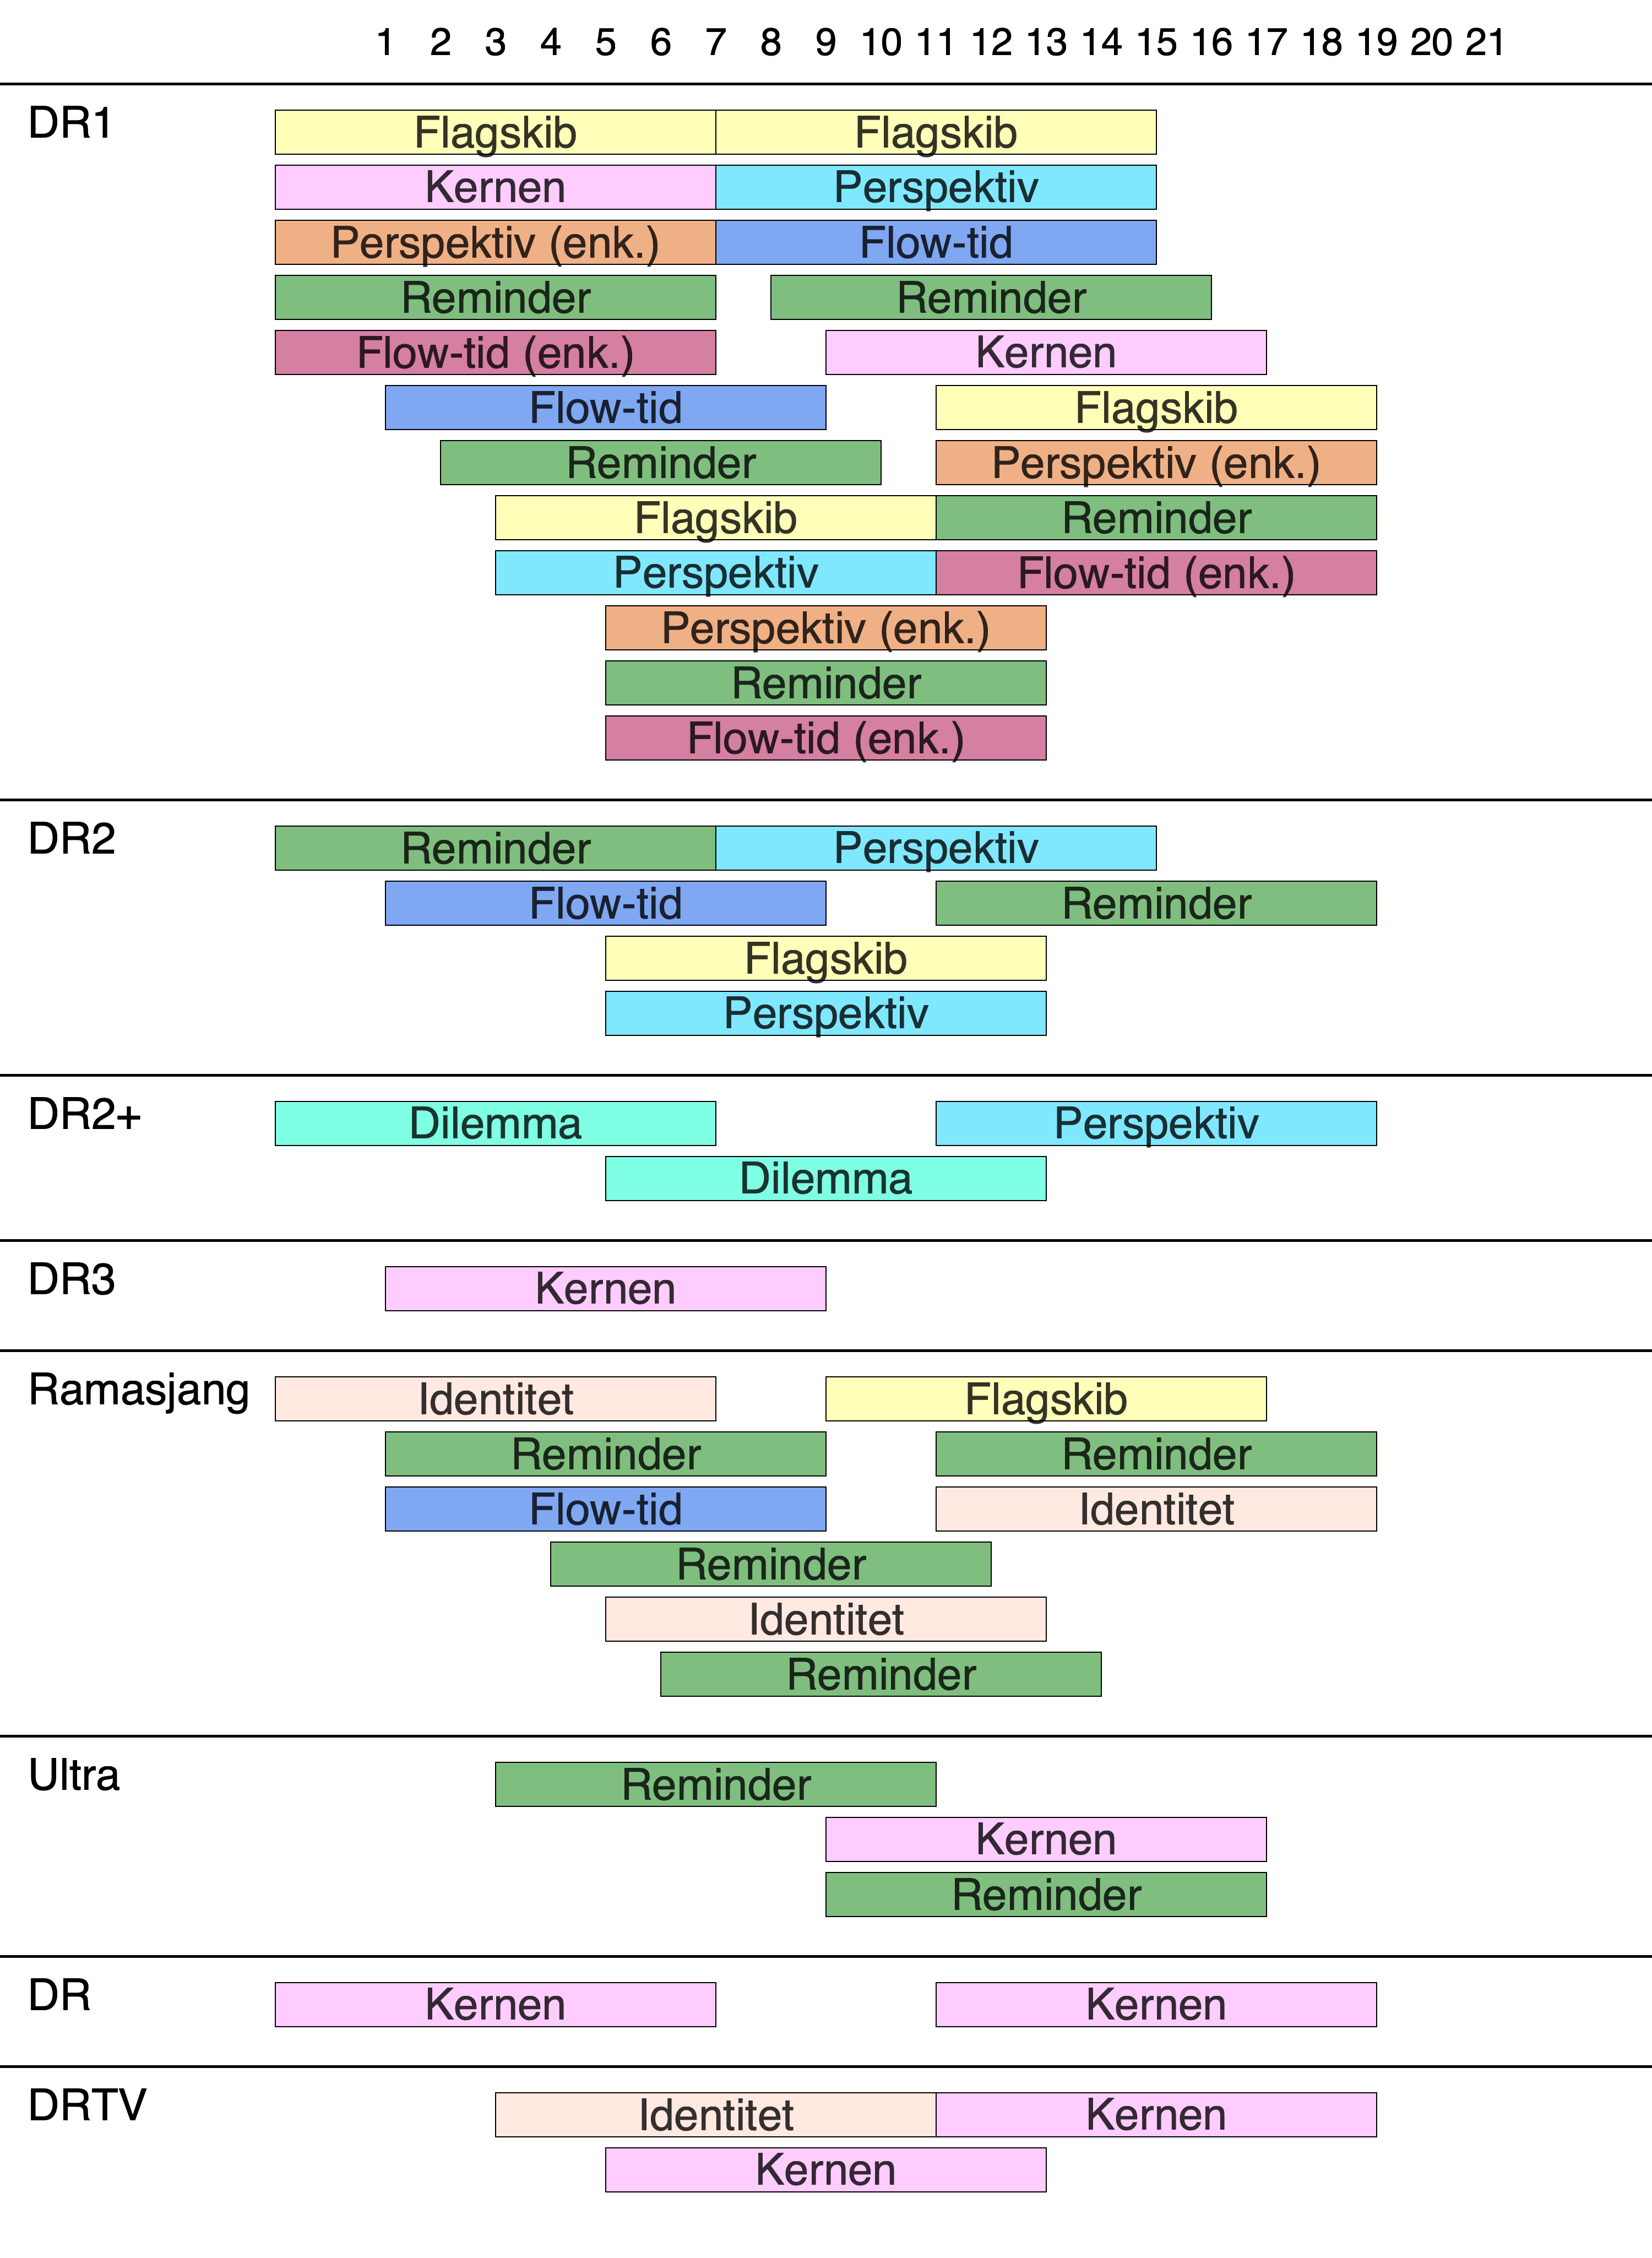 1 2 3 4 5 6 7 8 9 10 11 12 13 14 15 16 17 18 19 20 21
DR1
Flagskib Flagskib
Kernen Perspektiv
Perspektiv (enk.) Flow-tid
Reminder Reminder
Flow-tid (enk.) Kernen
Flow-tid Flagskib
Reminder Perspektiv (enk.)
Flagskib Reminder
Perspektiv Flow-tid (enk.)
Perspektiv (enk.)
Reminder
Flow-tid (enk.)
DR2
Reminder Perspektiv
Flow-tid Reminder
Flagskib
Perspektiv
DR2+
Dilemma Perspektiv
Dilemma
DR3
Kernen
Ramasjang
Identitet Flagskib
Reminder Reminder
Flow-tid Identitet
Reminder
Identitet
Reminder
Ultra
Reminder
Kernen
Reminder
DR
Kernen Kernen
DRTV
Identitet Kernen
Kernen